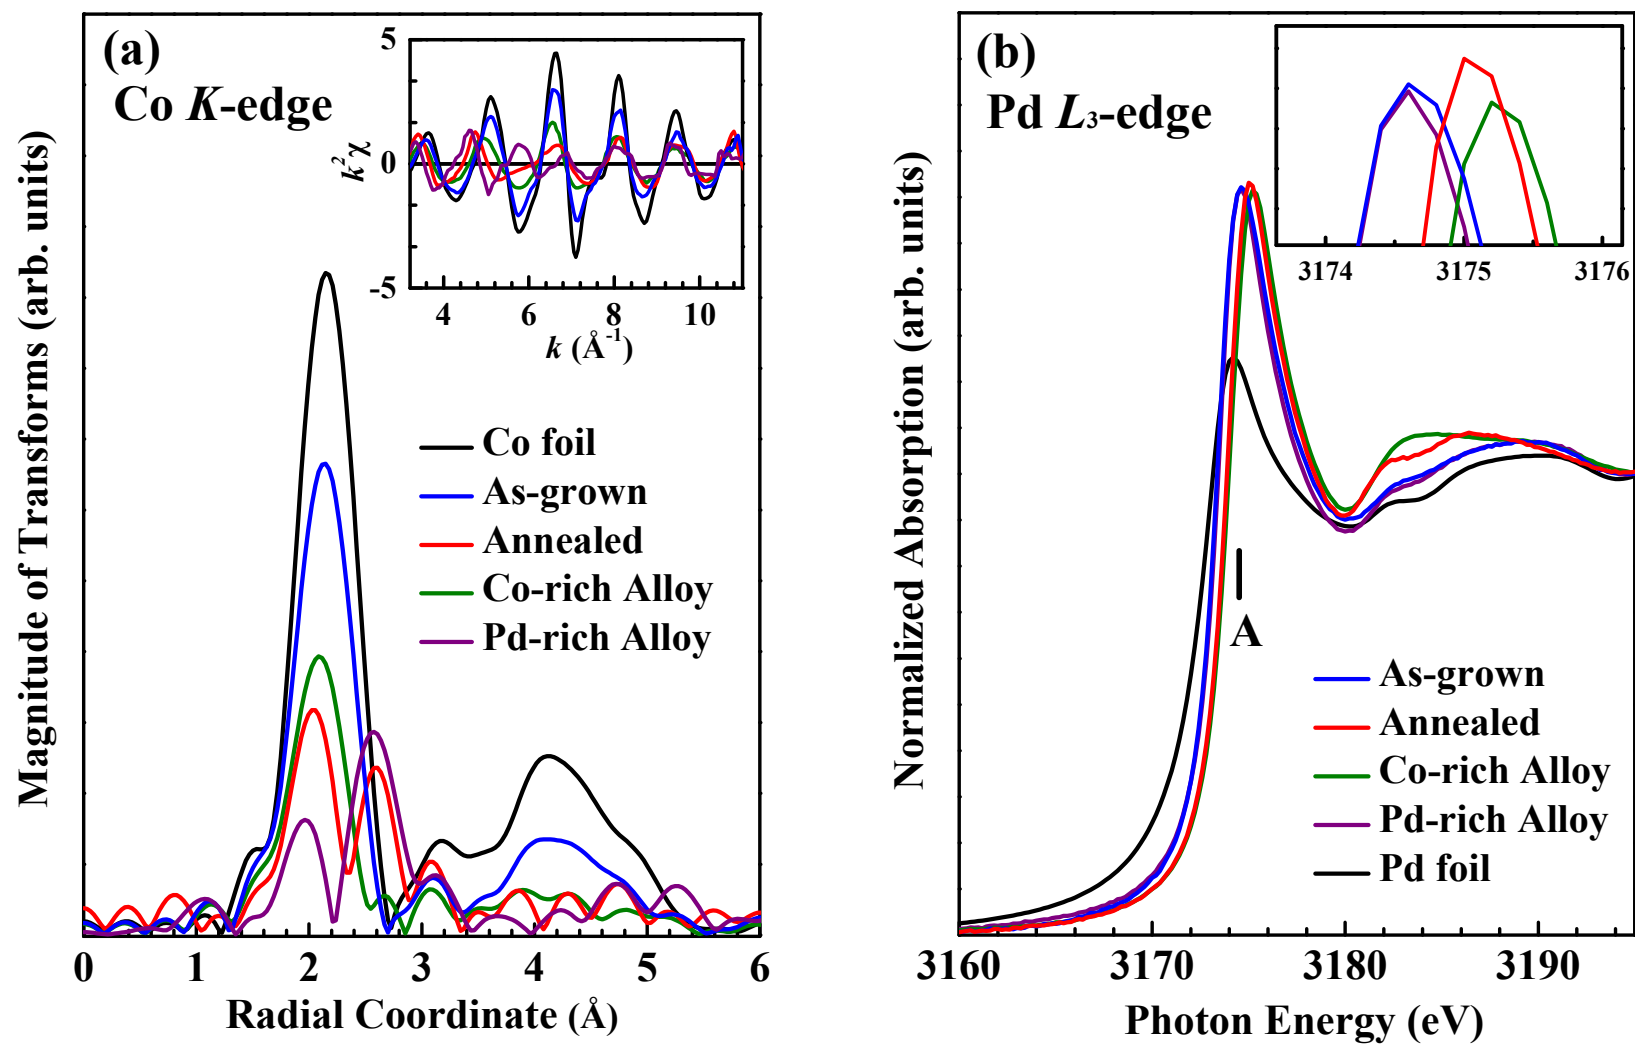 (a)
Co K-edge
5
0
-5
k²χ
4 6 8 10
k (Å⁻¹)
Co foil
As-grown
Annealed
Co-rich Alloy
Pd-rich Alloy
Magnitude of Transforms (arb. units)
0 1 2 3 4 5 6
Radial Coordinate (Å)
(b)
Pd L₃-edge
3174 3175 3176
A
As-grown
Annealed
Co-rich Alloy
Pd-rich Alloy
Pd foil
Normalized Absorption (arb. units)
3160 3170 3180 3190
Photon Energy (eV)